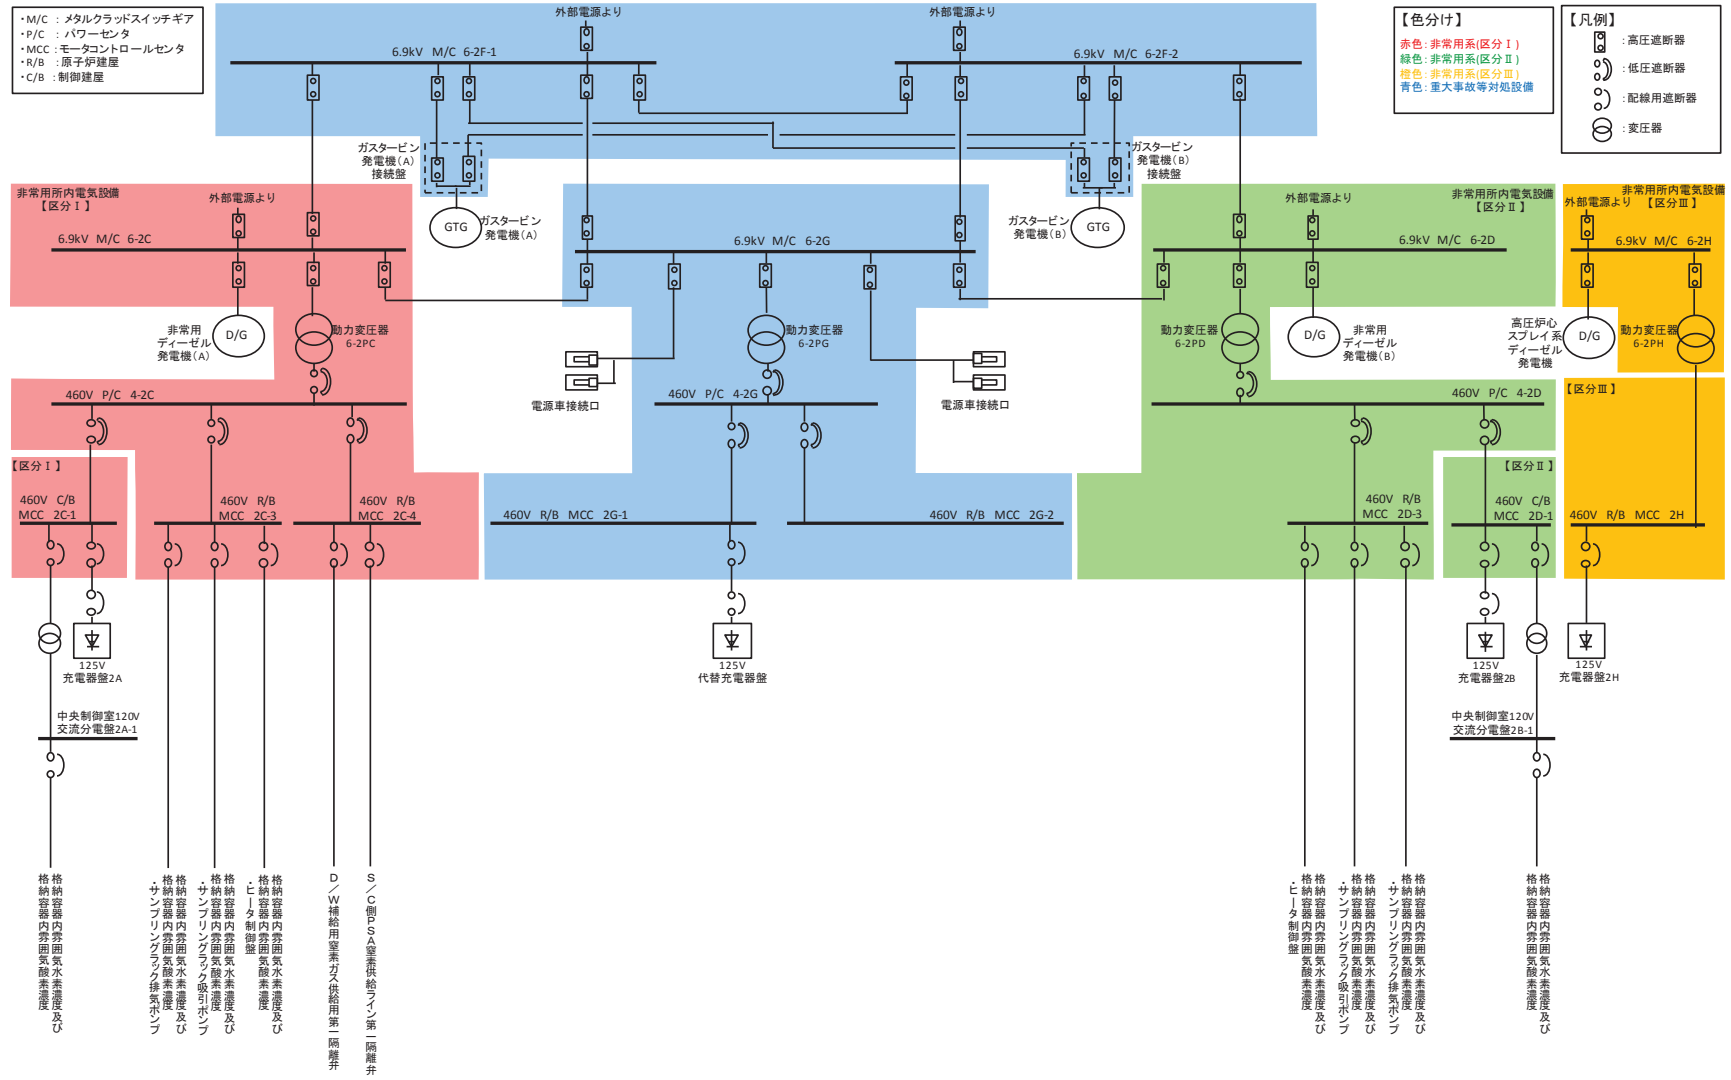 ・M/C ： メタルクラッドスイッチギア
・P/C ： パワーセンタ
・MCC ： モータコントロールセンタ
・R/B ： 原子炉建屋
・C/B ： 制御建屋
外部電源より
外部電源より
【色分け】
赤色：非常用系(区分Ⅰ)
緑色：非常用系(区分Ⅱ)
橙色：非常用系(区分Ⅲ)
青色：重大事故等対処設備
【凡例】
：高圧遮断器
：低圧遮断器
：配線用遮断器
：変圧器
6.9kV M/C 6-2F-1
6.9kV M/C 6-2F-2
ガスタービン
発電機(A)
接続盤
ガスタービン
発電機(B)
接続盤
非常用所内電気設備
【区分Ⅰ】
外部電源より
GTG
ガスタービン
発電機(A)
ガスタービン
発電機(B)
GTG
外部電源より
非常用所内電気設備
【区分Ⅱ】
非常用所内電気設備
外部電源より
【区分Ⅲ】
6.9kV M/C 6-2C
6.9kV M/C 6-2G
6.9kV M/C 6-2D
6.9kV M/C 6-2H
非常用
ディーゼル
発電機(A)
D/G
動力変圧器
6-2PC
動力変圧器
6-2PG
動力変圧器
6-2PD
D/G
非常用
ディーゼル
発電機(B)
高圧炉心
スプレイ系
ディーゼル
発電機
D/G
動力変圧器
6-2PH
電源車接続口
電源車接続口
460V P/C 4-2C
460V P/C 4-2G
460V P/C 4-2D
【区分Ⅲ】
【区分Ⅰ】
【区分Ⅱ】
460V C/B
MCC 2C-1
460V R/B
MCC 2C-3
460V R/B
MCC 2C-4
460V R/B MCC 2G-1
460V R/B MCC 2G-2
460V R/B
MCC 2D-3
460V C/B
MCC 2D-1
460V R/B MCC 2H
125V
充電器盤2A
125V
代替充電器盤
125V
充電器盤2B
125V
充電器盤2H
中央制御室120V
交流分電盤2A-1
中央制御室120V
交流分電盤2B-1
格納容器内雰囲気水素濃度及び
格納容器内雰囲気酸素濃度
格納容器内雰囲気水素濃度及び
格納容器内雰囲気酸素濃度
・サンプリングラック排気ポンプ
格納容器内雰囲気水素濃度及び
格納容器内雰囲気酸素濃度
・サンプリングラック吸引ポンプ
格納容器内雰囲気水素濃度及び
格納容器内雰囲気酸素濃度
・ヒータ制御盤
D／W補給用窒素ガス供給用第一隔離弁
S／C側PSA窒素供給ライン第一隔離弁
格納容器内雰囲気水素濃度及び
格納容器内雰囲気酸素濃度
・ヒータ制御盤
格納容器内雰囲気水素濃度及び
格納容器内雰囲気酸素濃度
・サンプリングラック吸引ポンプ
格納容器内雰囲気水素濃度及び
格納容器内雰囲気酸素濃度
・サンプリングラック排気ポンプ
格納容器内雰囲気水素濃度及び
格納容器内雰囲気酸素濃度